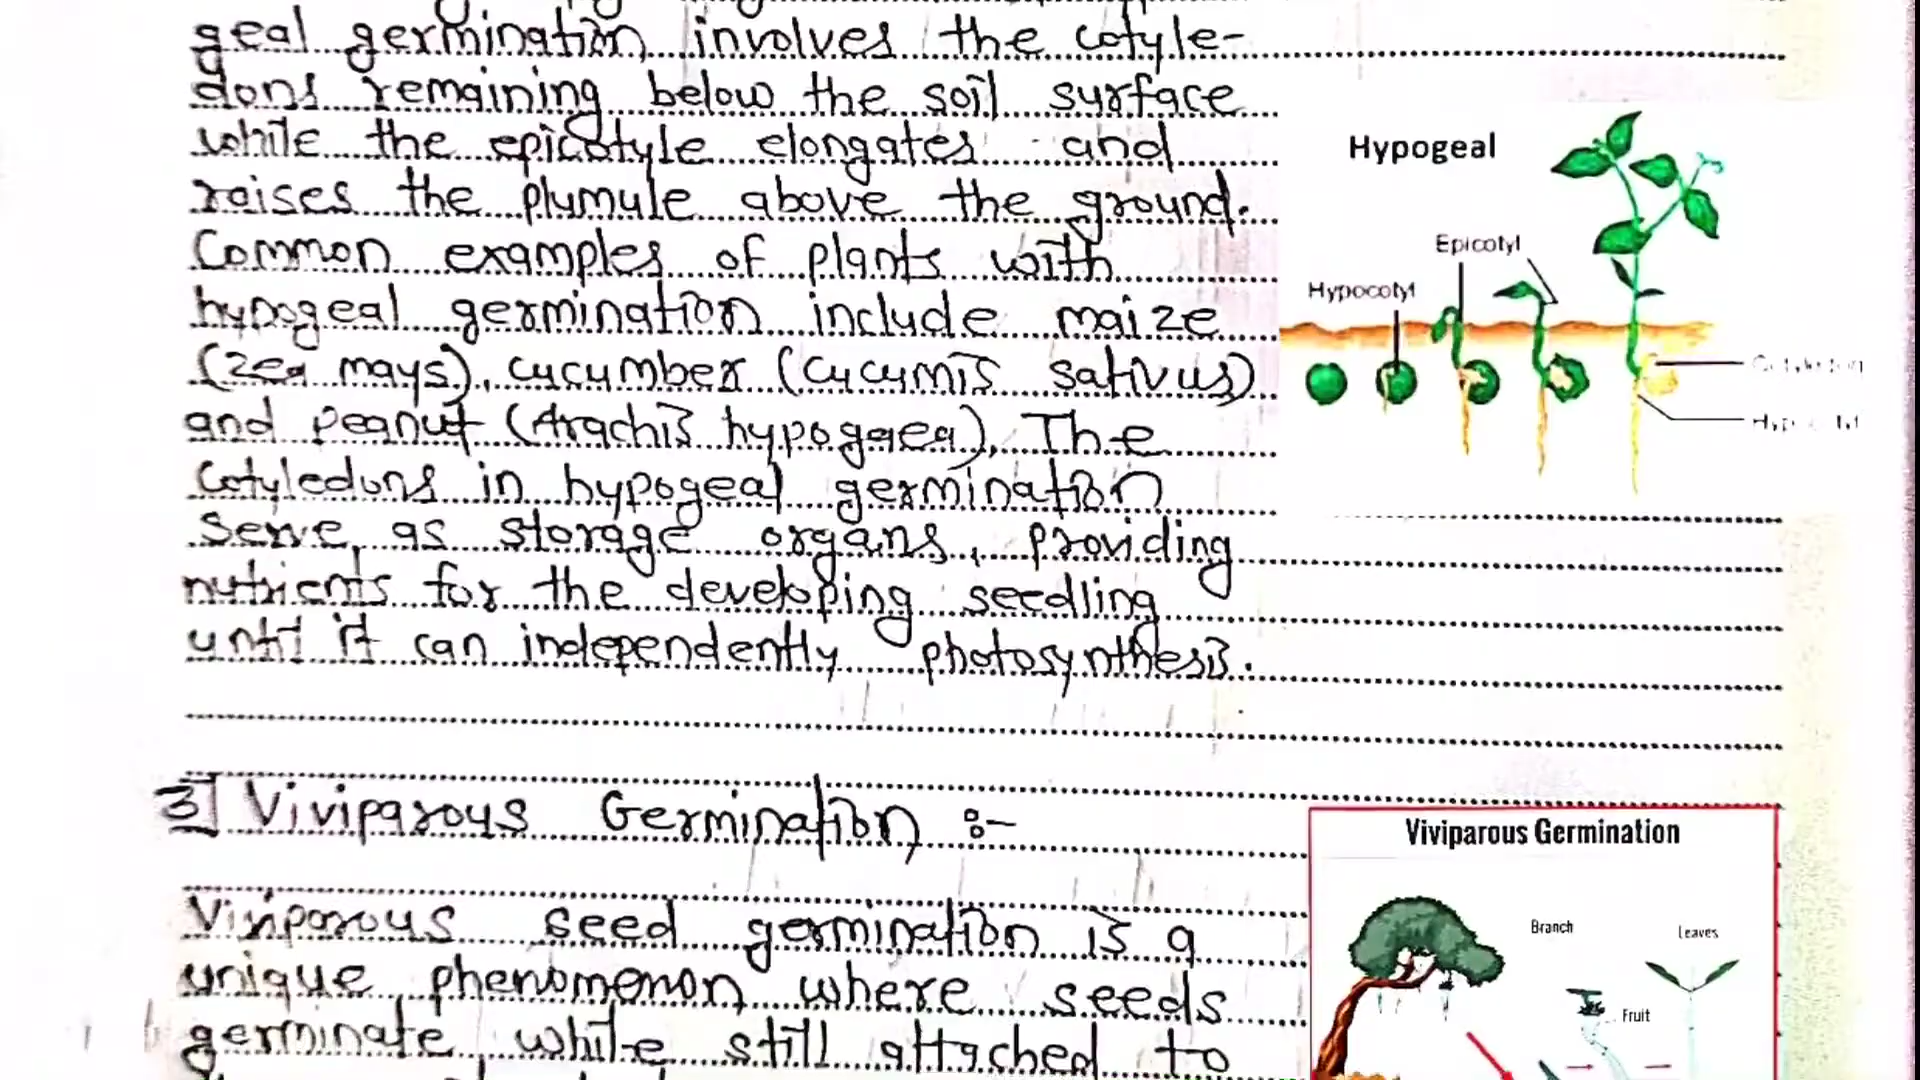 geal germination involves the cotyle-
dons remaining below the soil surface
while the epicotyle elongates and
raises the plumule above the ground.
Common examples of plants with
hypogeal germination include maize
(zea mays), cucumber (cucumis sativus)
and peanut (Arachis hypogaea). The
cotyledons in hypogeal germination
serve as storage organs, providing
nutrients for the developing seedling
until it can independently photosynthesis.
Hypogeal
Epicotyl
Hypocotyl
Cotyledon
Hypocotyl
3] Viviparous Germination :-
Viviparous seed germination is a
unique phenomenon where seeds
germinate while still attached to
Viviparous Germination
Branch
Leaves
Fruit